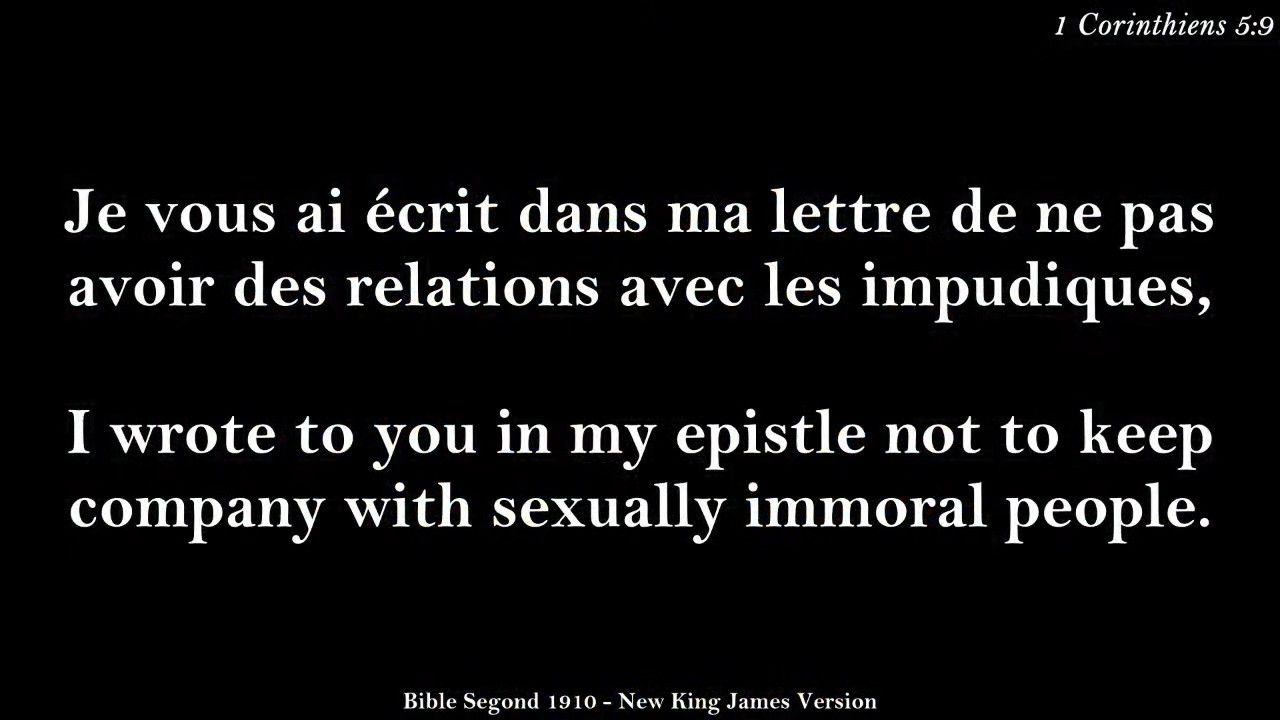 1 Corinthiens 5:9
Je vous ai écrit dans ma lettre de ne pas
avoir des relations avec les impudiques,
I wrote to you in my epistle not to keep
company with sexually immoral people.
Bible Segond 1910 - New King James Version